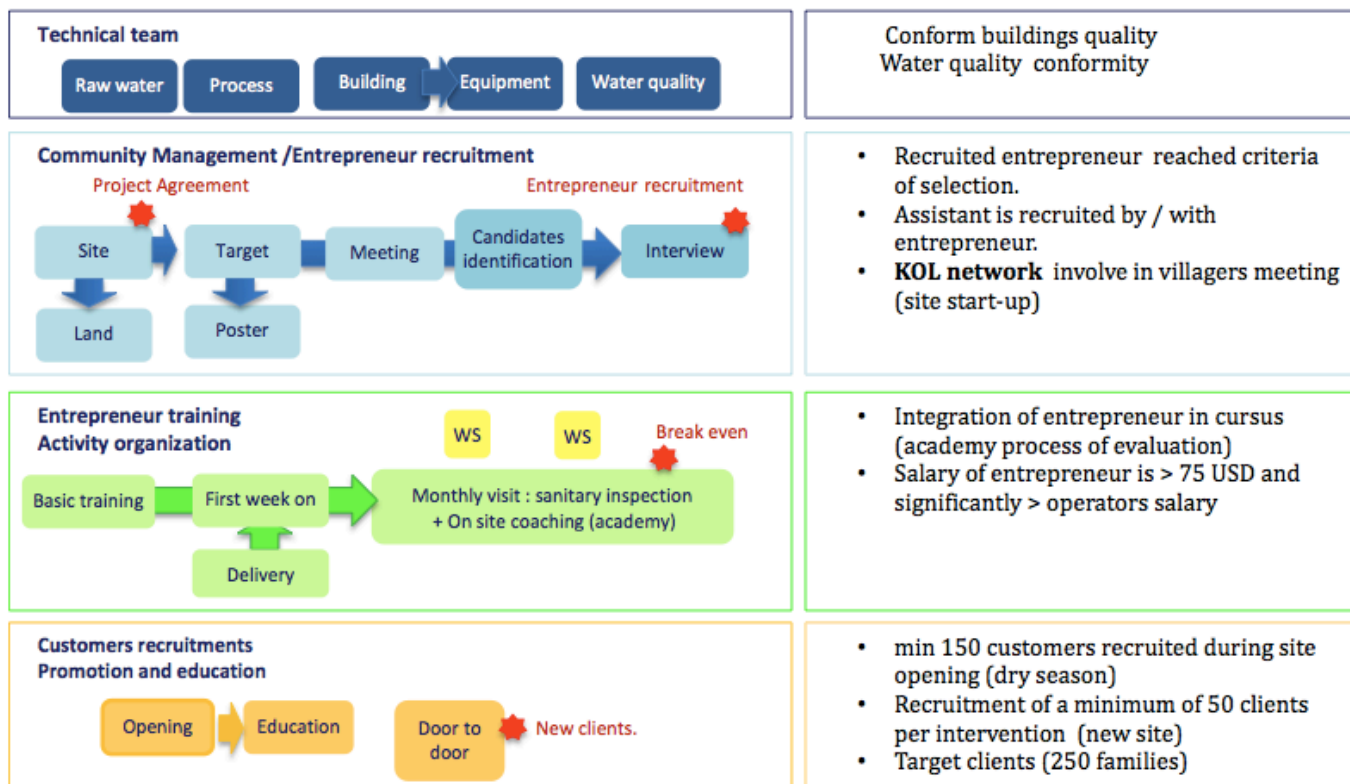 Technical team
Raw water
Process
Building
Equipment
Water quality
Conform buildings quality
Water quality conformity
Community Management /Entrepreneur recruitment
Project Agreement
Entrepreneur recruitment
Site
Target
Meeting
Candidates
identification
Interview
Land
Poster
• Recruited entrepreneur reached criteria
of selection.
• Assistant is recruited by / with
entrepreneur.
• KOL network involve in villagers meeting
(site start-up)
Entrepreneur training
Activity organization
WS
WS
Break even
Basic training
First week on
Monthly visit : sanitary inspection
+ On site coaching (academy)
Delivery
• Integration of entrepreneur in cursus
(academy process of evaluation)
• Salary of entrepreneur is > 75 USD and
significantly > operators salary
Customers recruitments
Promotion and education
Opening
Education
Door to
door
New clients.
• min 150 customers recruited during site
opening (dry season)
• Recruitment of a minimum of 50 clients
per intervention (new site)
• Target clients (250 families)